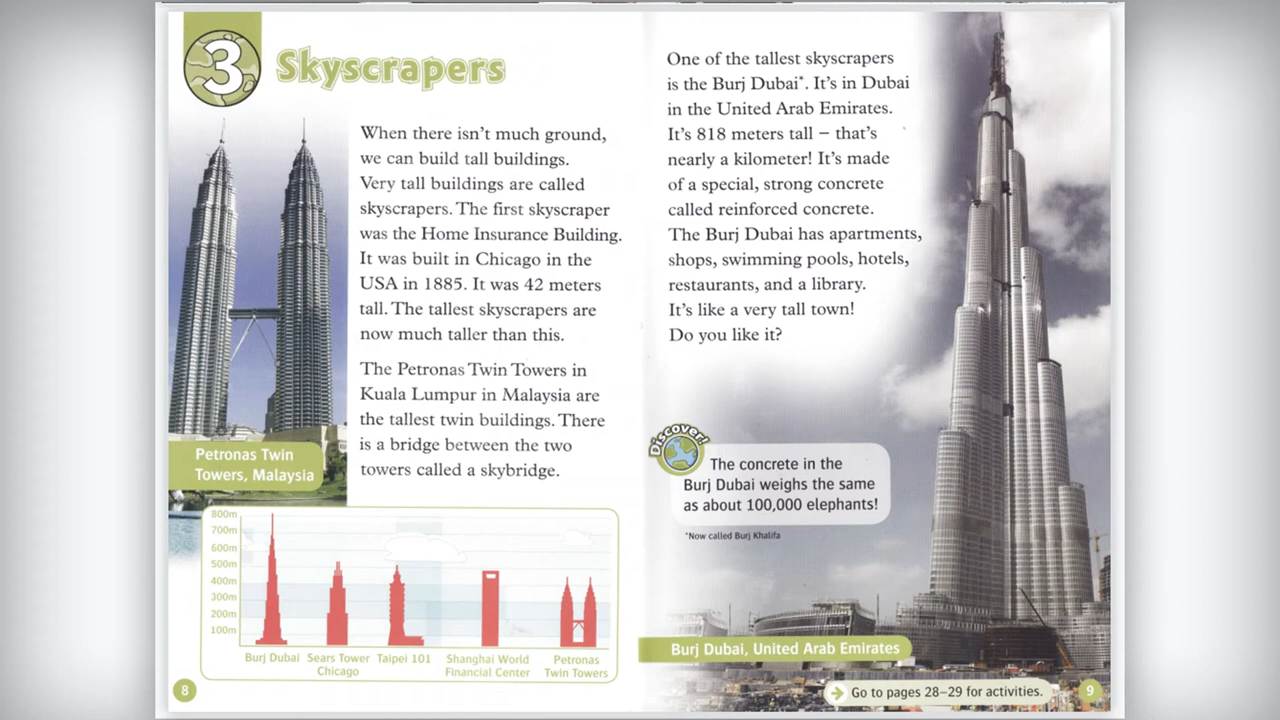 3
Skyscrapers
When there isn't much ground,
we can build tall buildings.
Very tall buildings are called
skyscrapers. The first skyscraper
was the Home Insurance Building.
It was built in Chicago in the
USA in 1885. It was 42 meters
tall. The tallest skyscrapers are
now much taller than this.
The Petronas Twin Towers in
Kuala Lumpur in Malaysia are
the tallest twin buildings. There
is a bridge between the two
towers called a skybridge.
Petronas Twin
Towers, Malaysia
800m
700m
600m
500m
400m
300m
200m
100m
Burj Dubai
Sears Tower
Chicago
Taipei 101
Shanghai World
Financial Center
Petronas
Twin Towers
8
One of the tallest skyscrapers
is the Burj Dubai*. It's in Dubai
in the United Arab Emirates.
It's 818 meters tall – that's
nearly a kilometer! It's made
of a special, strong concrete
called reinforced concrete.
The Burj Dubai has apartments,
shops, swimming pools, hotels,
restaurants, and a library.
It's like a very tall town!
Do you like it?
Discover!
The concrete in the
Burj Dubai weighs the same
as about 100,000 elephants!
*Now called Burj Khalifa
Burj Dubai, United Arab Emirates
Go to pages 28–29 for activities.
9